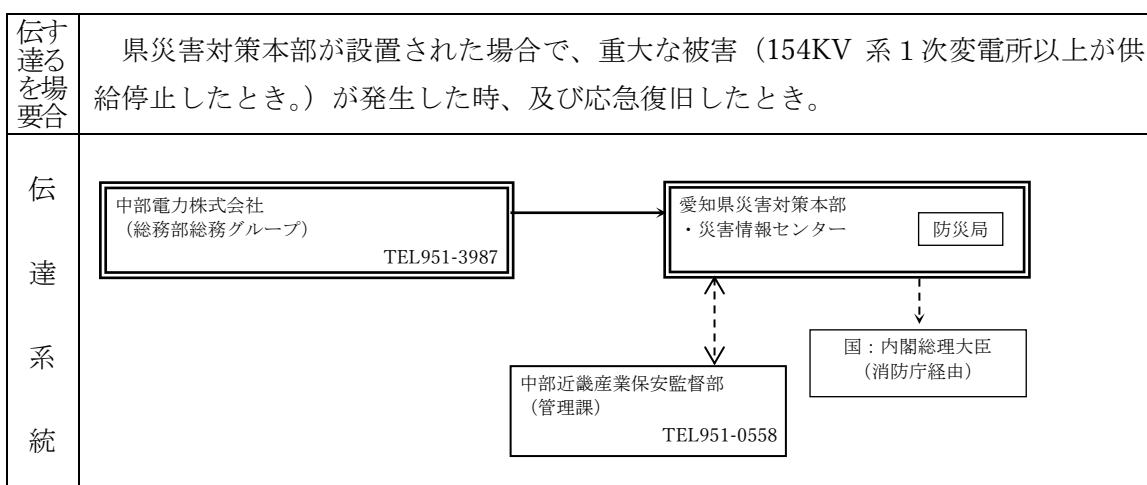 伝達を要
する場合
県災害対策本部が設置された場合で、重大な被害（154KV 系１次変電所以上が供
給停止したとき。）が発生した時、及び応急復旧したとき。
伝達系統
中部電力株式会社
（総務部総務グループ）
TEL951-3987
愛知県災害対策本部
・災害情報センター
防災局
中部近畿産業保安監督部
（管理課）
TEL951-0558
国：内閣総理大臣
（消防庁経由）